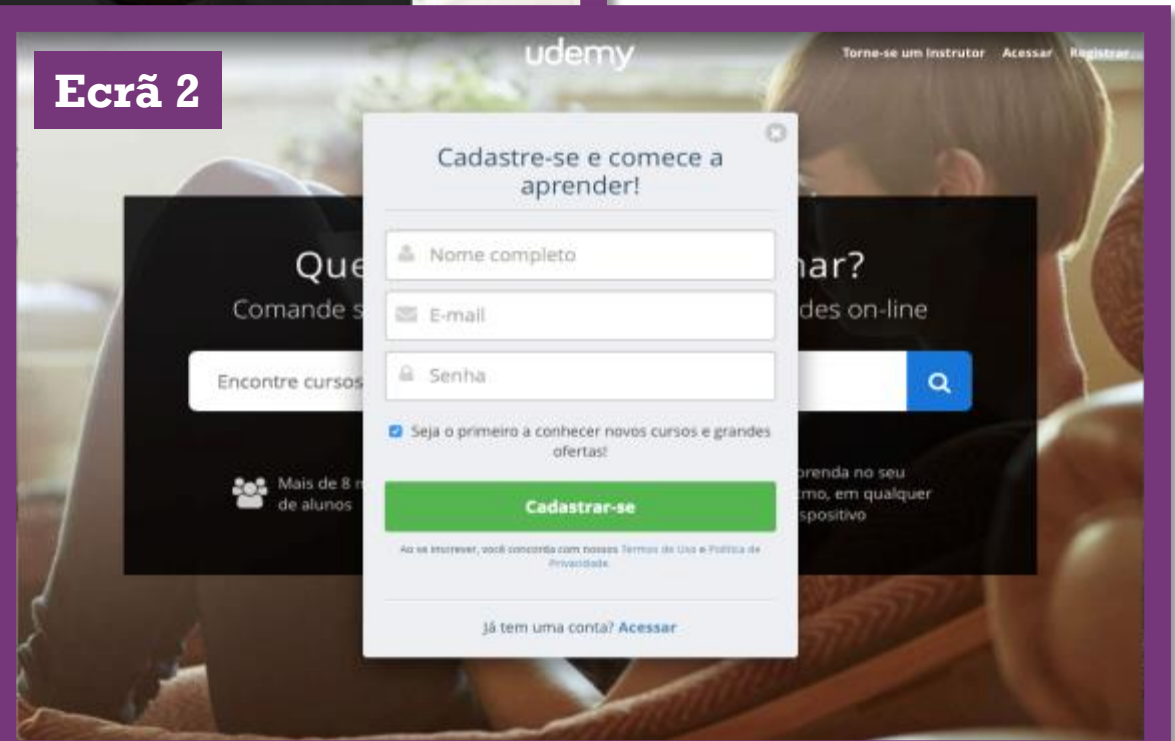 udemy
Torne-se um Instrutor Acessar Registrar
Ecrã 2
Cadastre-se e comece a
aprender!
Que
nar?
Nome completo
Comande s
des on-line
E-mail
Encontre cursos
Senha
Seja o primeiro a conhecer novos cursos e grandes
ofertas!
Mais de 8 m
de alunos
prenda no seu
tmo, em qualquer
spositivo
Cadastrar-se
Ao se inscrever, você concorda com nossos Termos de Uso e Política de
Privacidade.
Já tem uma conta? Acessar